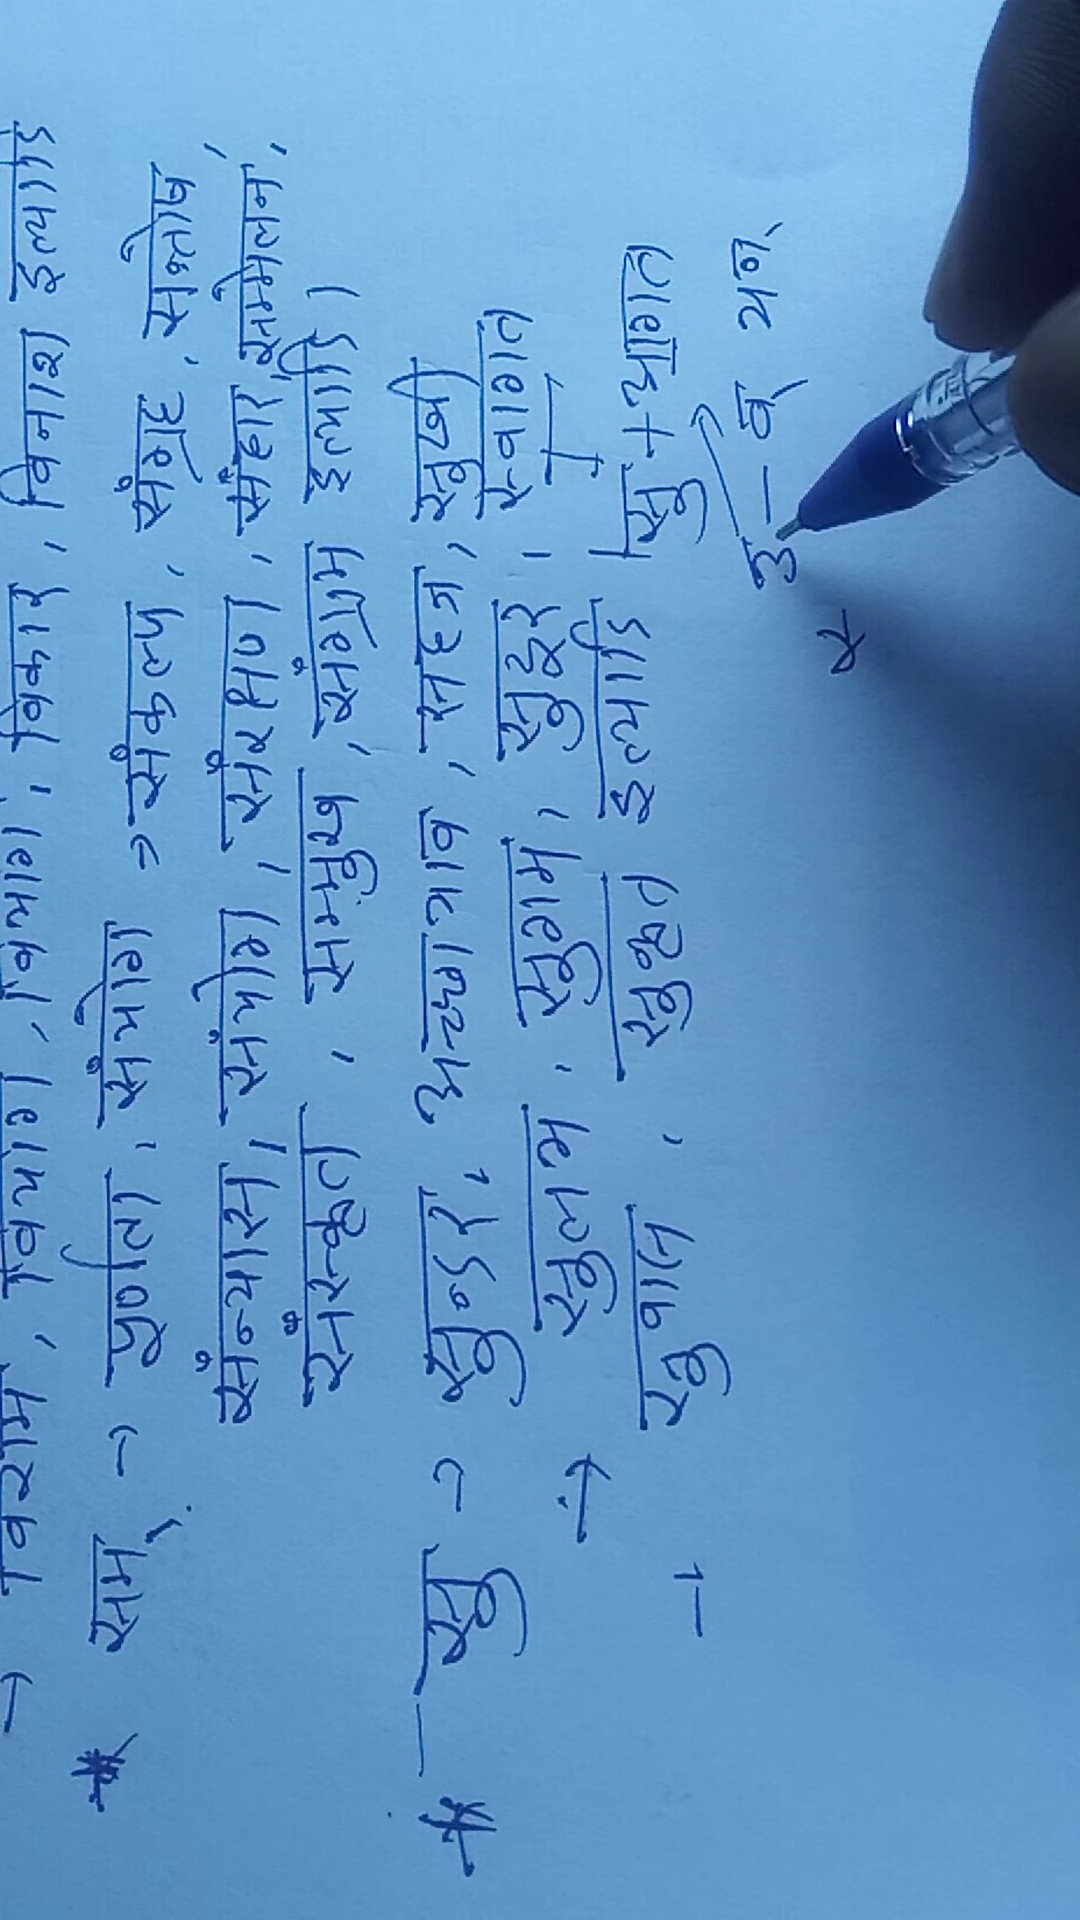 → विराम, वियोग, वियोग, विकार, विनाश इत्यादि
* सम् → पूर्णता, संयोग → संकल्प, संग्रह, सन्तोष,
संन्यास, संयोग, संरक्षण, संहार, सम्मेलन,
संस्कृत, सम्मुख, संग्राम इत्यादि।
* — सु → सुन्दर, अच्छा भाव, सहज, सुखी
→ सुलभ, सुगम, सुदूर, स्वागत
→ सुजान, सुकृत इत्यादि सु+आगत
उ – व् यण्